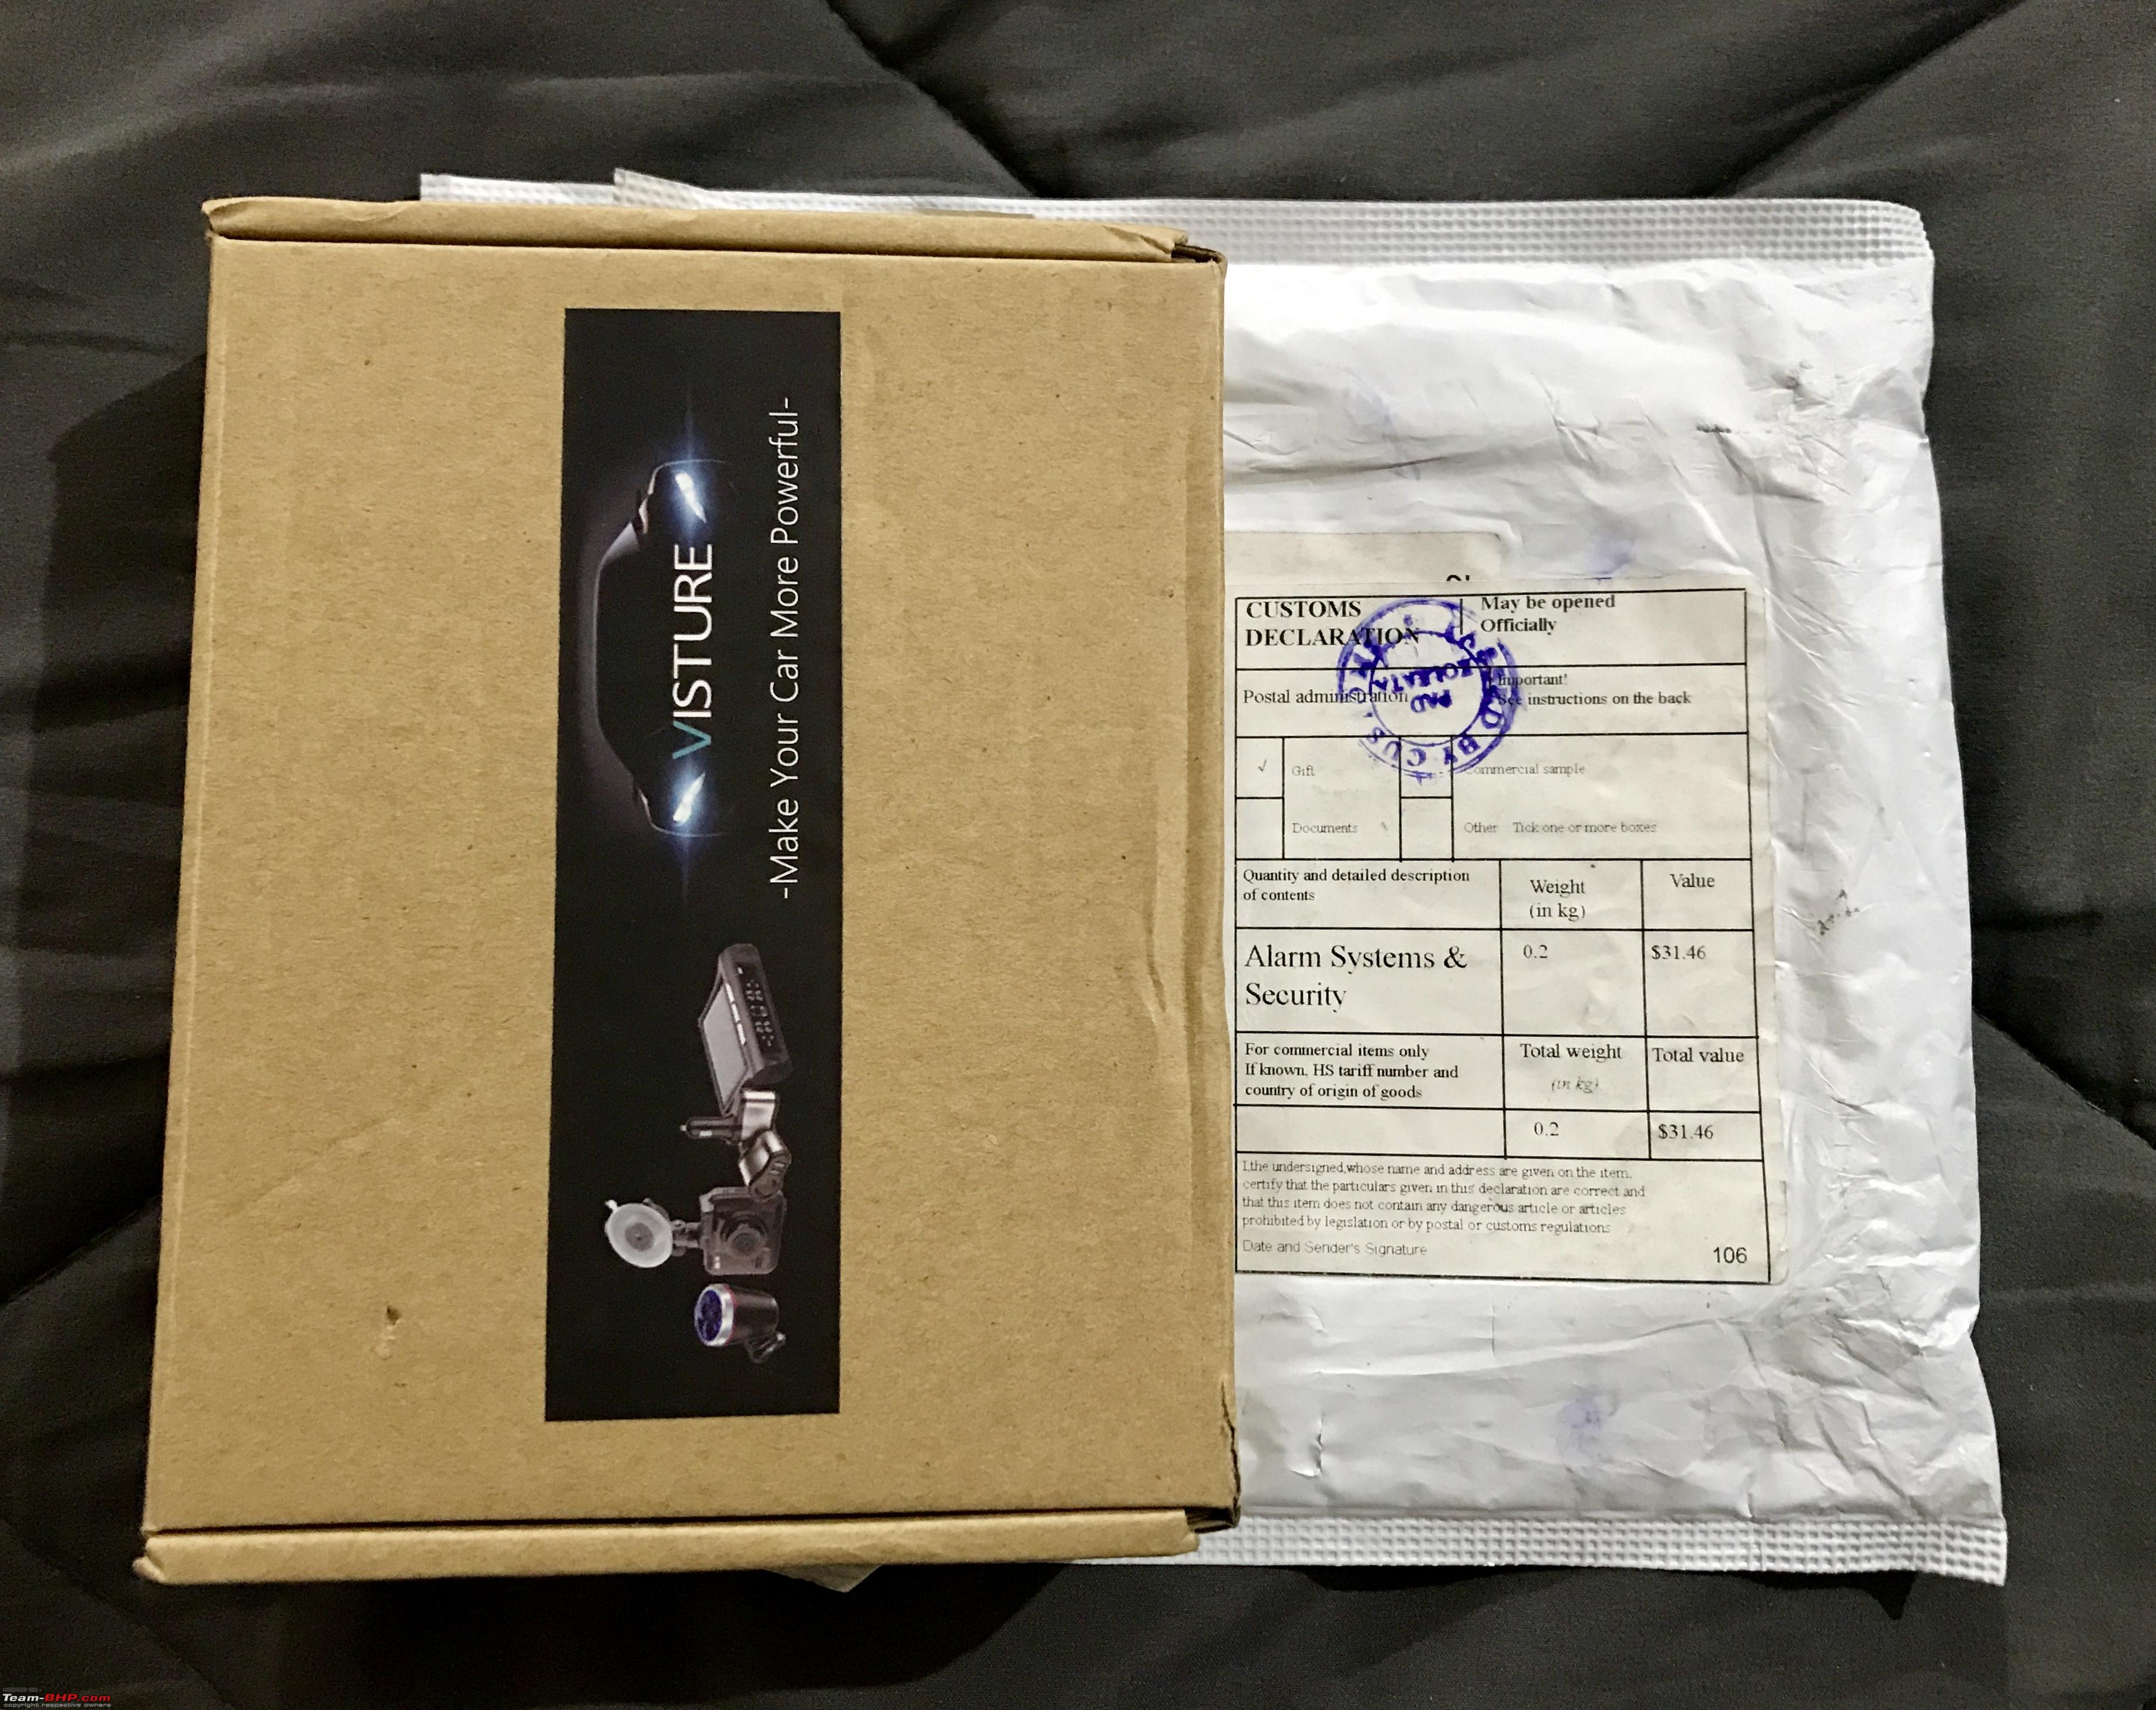 VISTURE
-Make Your Car More Powerful-
CUSTOMS
DECLARATION
May be opened
Officially
Postal administration
Important!
See instructions on the back
✓
Gift
Commercial sample
Documents
Other Tick one or more boxes
Quantity and detailed description
of contents
Weight
(in kg)
Value
Alarm Systems &
Security
0.2
$31.46
For commercial items only
If known, HS tariff number and
country of origin of goods
Total weight
(in kg)
Total value
0.2
$31.46
I,the undersigned,whose name and address are given on the item,
certify that the particulars given in this declaration are correct and
that this item does not contain any dangerous article or articles
prohibited by legislation or by postal or customs regulations
Date and Sender's Signature
106
BY CUS
PAD
KOLKATA
Team-BHP.com
copyright respective owners